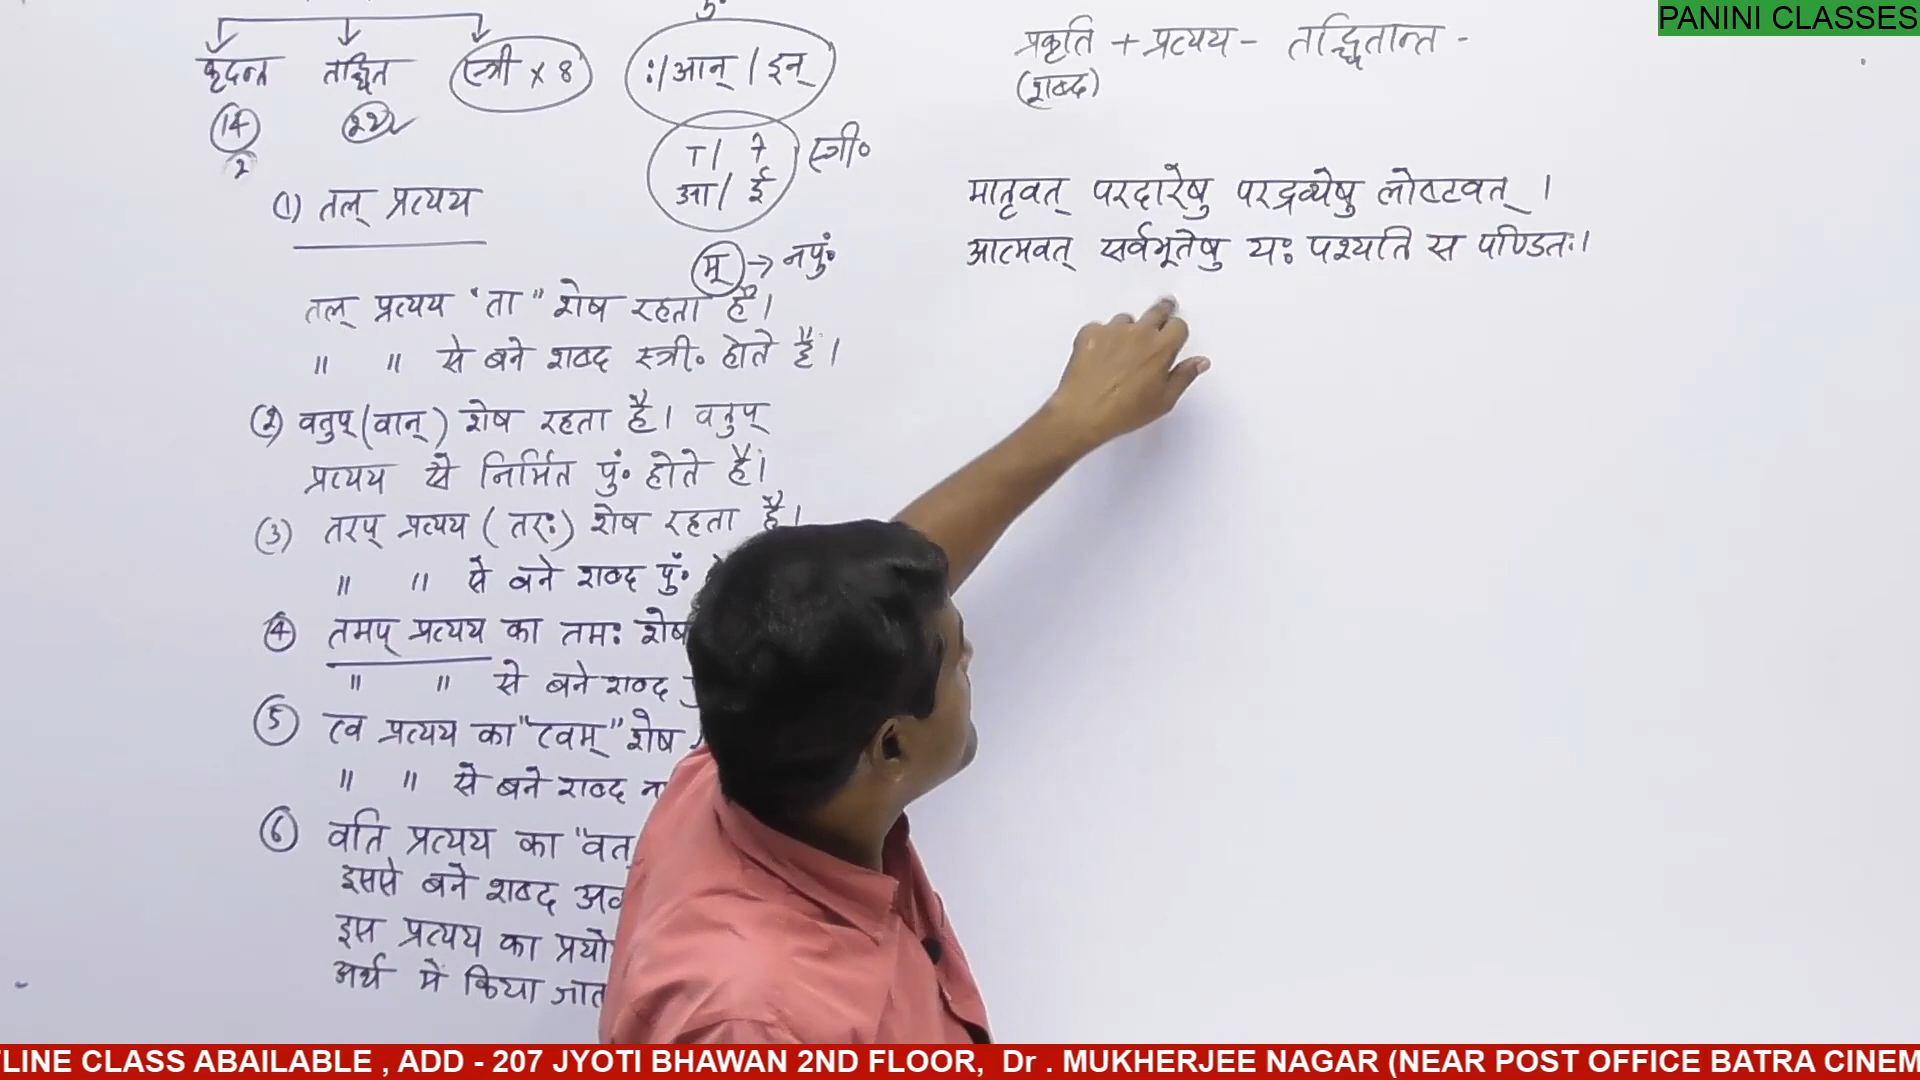 PANINI CLASSES
कृदन्त तद्धित स्त्री x 8 :/आन् / इन्
14 22
2
ा / ी स्त्री०
आ / ई
म् → नपुं०
(1) तल् प्रत्यय
तल् प्रत्यय "ता" शेष रहता है।
" " से बने शब्द स्त्री० होते हैं।
(2) वतुप् (वान्) शेष रहता है। वतुप्
प्रत्यय से निर्मित पुं० होते हैं।
(3) तरप् प्रत्यय (तरः) शेष रहता है।
" " से बने शब्द पुं०
(4) तमप् प्रत्यय का तमः शेष
" " से बने शब्द
(5) त्व प्रत्यय का "त्वम्" शेष
" " से बने शब्द
(6) वति प्रत्यय का "वत्
इससे बने शब्द
इस प्रत्यय का
अर्थ में किया
प्रकृति + प्रत्यय - तद्धितान्त -
(शब्द)
मातृवत् परदारेषु परद्रव्येषु लोष्टवत् ।
आत्मवत् सर्वभूतेषु यः पश्यति स पण्डितः।
TLINE CLASS ABAILABLE , ADD - 207 JYOTI BHAWAN 2ND FLOOR, Dr . MUKHERJEE NAGAR (NEAR POST OFFICE BATRA CINEM